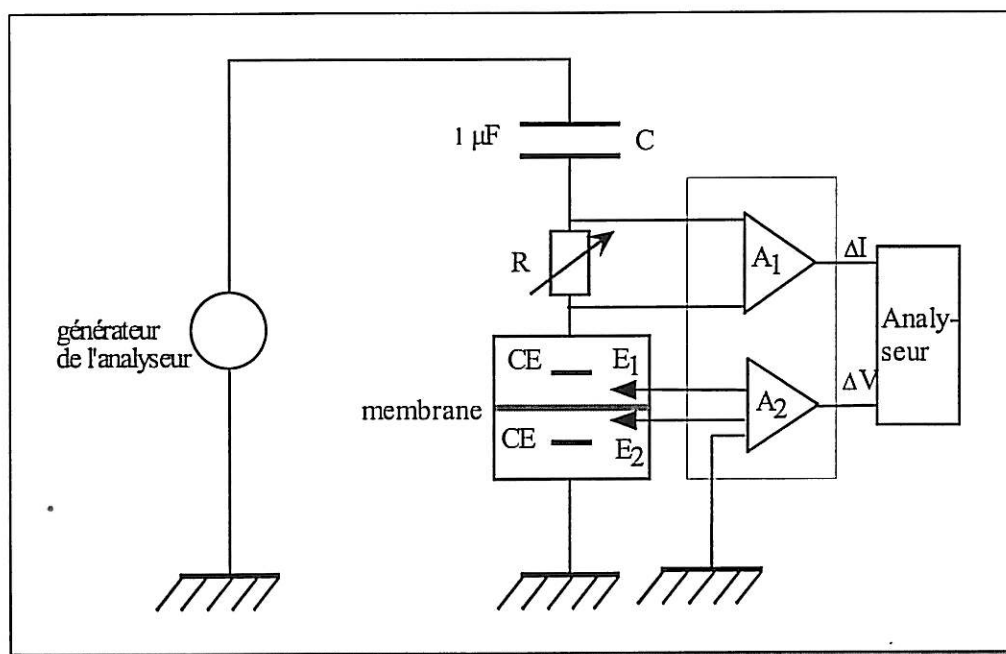 1 µF
C
R
A1
ΔI
Analy-
seur
générateur
de l'analyseur
CE
E1
membrane
A2
ΔV
CE
E2